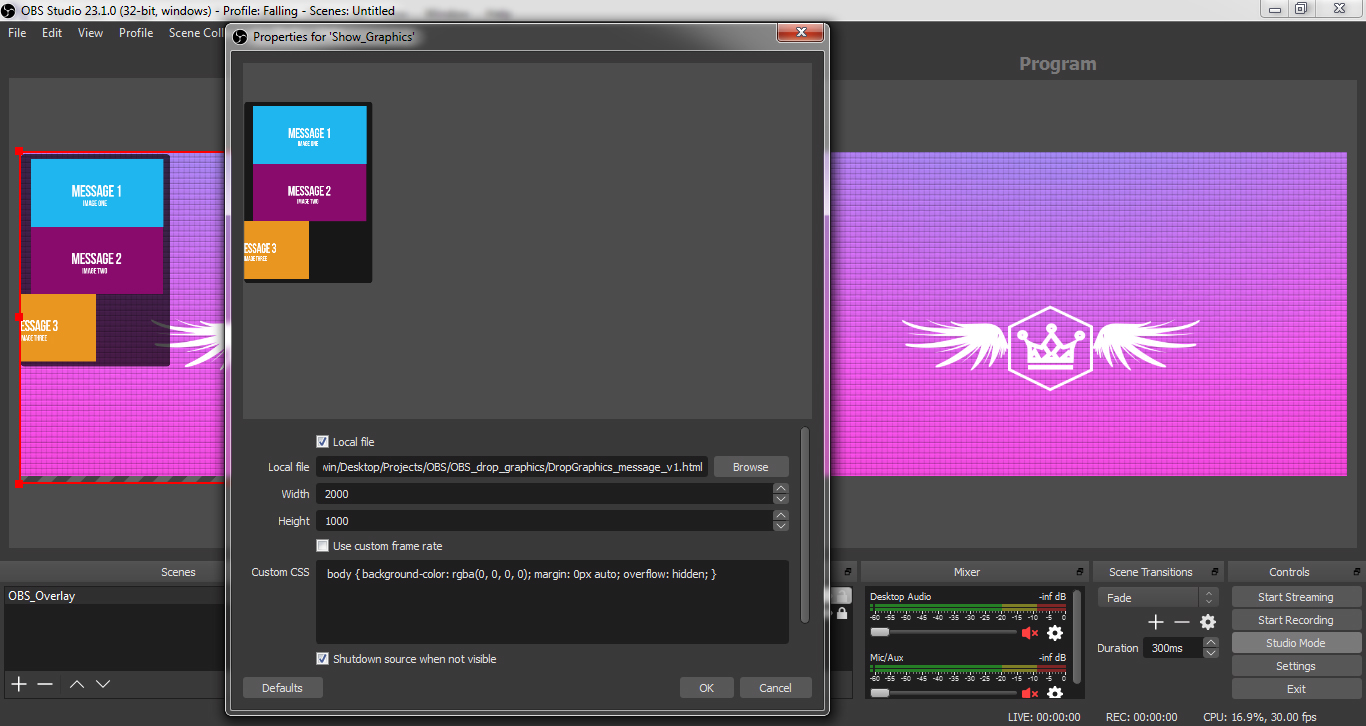 OBS Studio 23.1.0 (32-bit, windows) - Profile: Falling - Scenes: Untitled
File Edit View Profile Scene Coll
Properties for 'Show_Graphics'
Program
MESSAGE 1
IMAGE ONE
MESSAGE 2
IMAGE TWO
ESSAGE 3
IMAGE THREE
MESSAGE 1
IMAGE ONE
MESSAGE 2
IMAGE TWO
ESSAGE 3
MAGE THREE
Local file
Local file win/Desktop/Projects/OBS/OBS_drop_graphics/DropGraphics_message_v1.html Browse
Width 2000
Height 1000
Use custom frame rate
Custom CSS body { background-color: rgba(0, 0, 0, 0); margin: 0px auto; overflow: hidden; }
Shutdown source when not visible
Defaults OK Cancel
Scenes
OBS_Overlay
Mixer
Desktop Audio -inf dB
-60 -55 -50 -45 -40 -35 -30 -25 -20 -15 -10 -5 0
Mic/Aux -inf dB
-60 -55 -50 -45 -40 -35 -30 -25 -20 -15 -10 -5 0
Scene Transitions
Fade
Duration 300ms
Controls
Start Streaming
Start Recording
Studio Mode
Settings
Exit
LIVE: 00:00:00 REC: 00:00:00 CPU: 16.9%, 30.00 fps